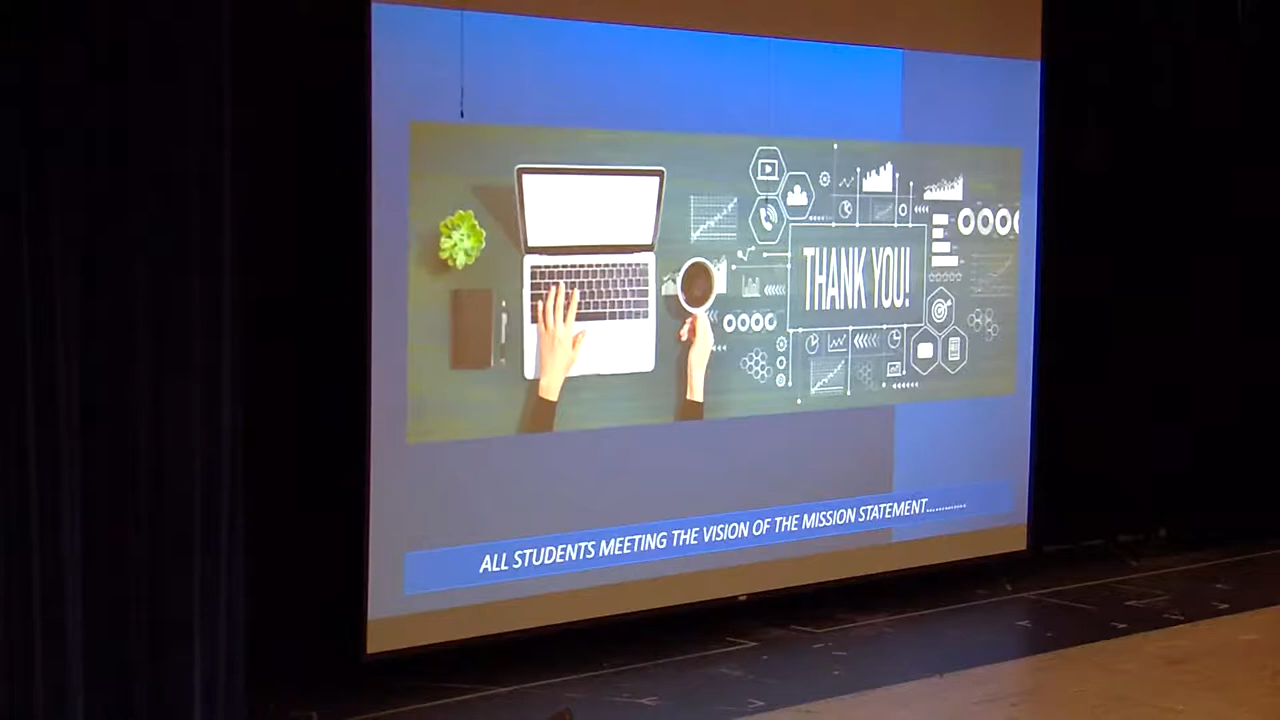 THANK YOU!
ALL STUDENTS MEETING THE VISION OF THE MISSION STATEMENT............